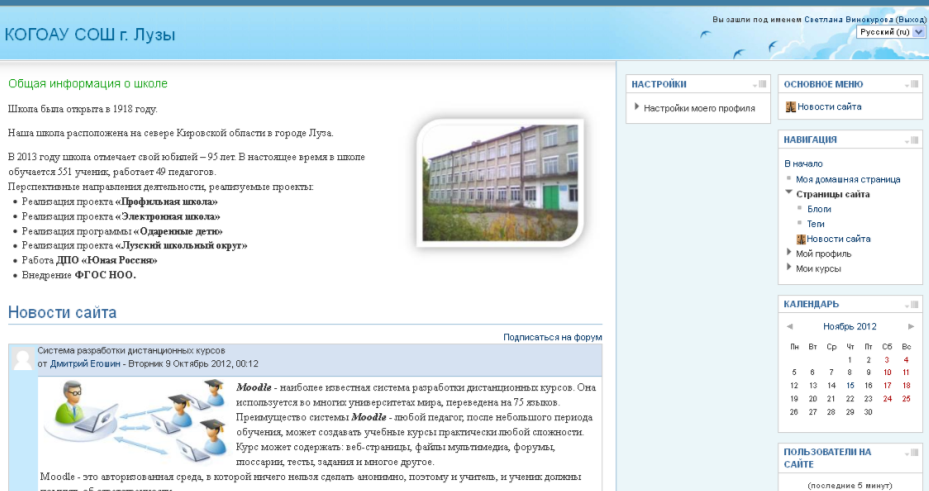 Вы зашли под именем Светлана Винокурова (Выход)
КОГОАУ СОШ г. Лузы
Русский (ru)
Общая информация о школе
Школа была открыта в 1918 году.
Наша школа расположена на севере Кировской области в городе Луза.
В 2013 году школа отмечает свой юбилей – 95 лет. В настоящее время в школе
обучается 551 ученик, работает 49 педагогов.
Перспективные направления деятельности, реализуемые проекты:
• Реализация проекта «Профильная школа»
• Реализация проекта «Электронная школа»
• Реализация программы «Одаренные дети»
• Реализация проекта «Лузский школьный округ»
• Работа ДПО «Юная Россия»
• Внедрение ФГОС НОО.
Новости сайта
Подписаться на форум
Система разработки дистанционных курсов
от Дмитрий Егошин - Вторник 9 Октябрь 2012, 00:12
Moodle - наиболее известная система разработки дистанционных курсов. Она
используется во многих университетах мира, переведена на 75 языков.
Преимущество системы Moodle - любой педагог, после небольшого периода
обучения, может создавать учебные курсы практически любой сложности.
Курс может содержать: веб-страницы, файлы мультимедиа, форумы,
глоссарии, тесты, задания и многое другое.
Moodle - это авторизованная среда, в которой ничего нельзя сделать анонимно, поэтому и учитель, и ученик должны
НАСТРОЙКИ
Настройки моего профиля
ОСНОВНОЕ МЕНЮ
Новости сайта
НАВИГАЦИЯ
В начало
Моя домашняя страница
Страницы сайта
Блоги
Теги
Новости сайта
Мой профиль
Мои курсы
КАЛЕНДАРЬ
Ноябрь 2012
Пн Вт Ср Чт Пт Сб Вс
1 2 3 4
5 6 7 8 9 10 11
12 13 14 15 16 17 18
19 20 21 22 23 24 25
26 27 28 29 30
ПОЛЬЗОВАТЕЛИ НА
САЙТЕ
(последние 5 минут)